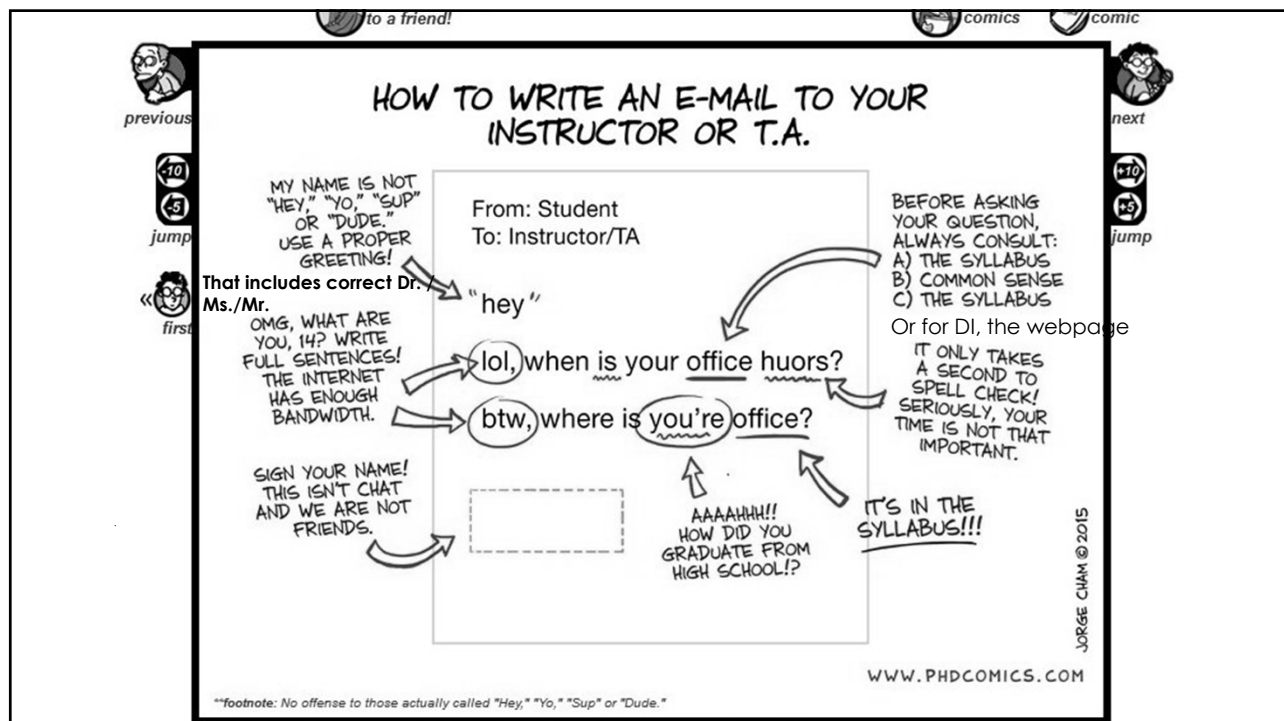 to a friend!
comics
comic
previous
next
HOW TO WRITE AN E-MAIL TO YOUR
INSTRUCTOR OR T.A.
-10
-5
jump
+10
+5
jump
«
first
MY NAME IS NOT
"HEY," "YO," "SUP"
OR "DUDE."
USE A PROPER
GREETING!
That includes correct Dr. /
Ms./Mr.
OMG, WHAT ARE
YOU, 14? WRITE
FULL SENTENCES!
THE INTERNET
HAS ENOUGH
BANDWIDTH.
SIGN YOUR NAME!
THIS ISN'T CHAT
AND WE ARE NOT
FRIENDS.
From: Student
To: Instructor/TA
"hey"
lol, when is your office huors?
btw, where is you're office?
AAAAHHH!!
HOW DID YOU
GRADUATE FROM
HIGH SCHOOL!?
BEFORE ASKING
YOUR QUESTION,
ALWAYS CONSULT:
A) THE SYLLABUS
B) COMMON SENSE
C) THE SYLLABUS
Or for DI, the webpage
IT ONLY TAKES
A SECOND TO
SPELL CHECK!
SERIOUSLY, YOUR
TIME IS NOT THAT
IMPORTANT.
IT'S IN THE
SYLLABUS!!!
JORGE CHAM © 2015
WWW.PHDCOMICS.COM
**footnote: No offense to those actually called "Hey," "Yo," "Sup" or "Dude."